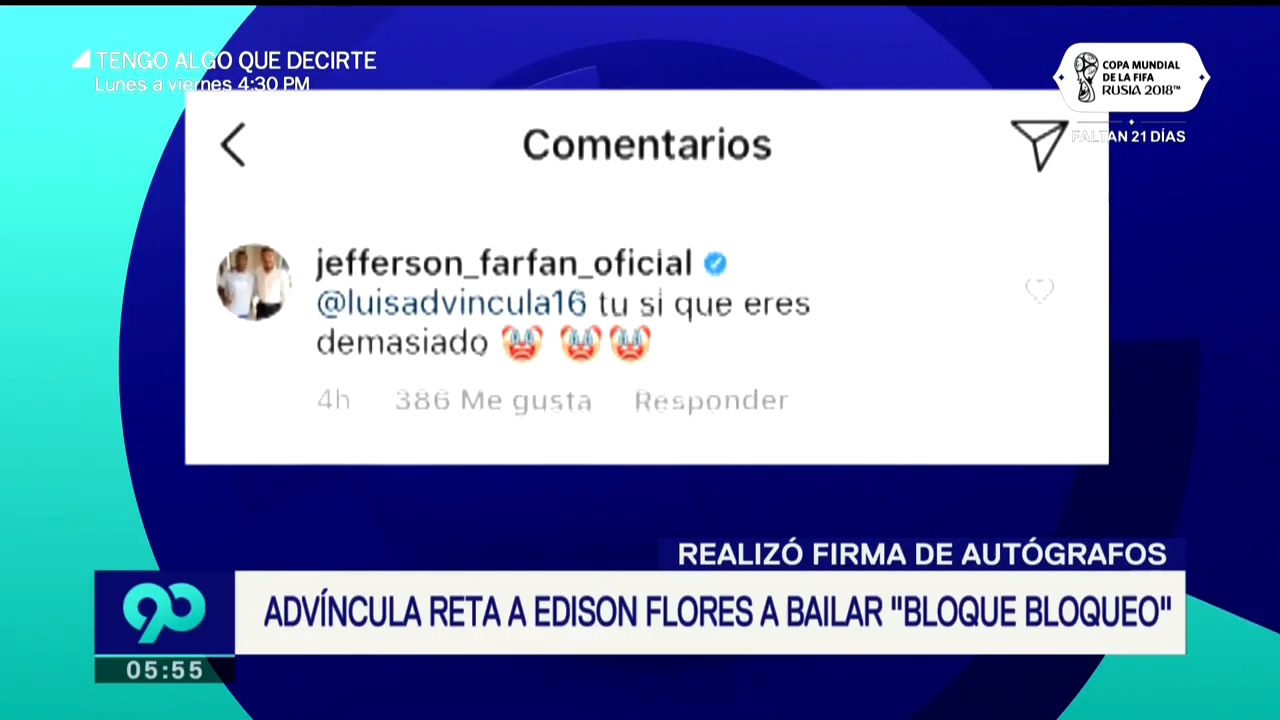 TENGO ALGO QUE DECIRTE
Lunes a viernes 4:30 PM
COPA MUNDIAL
DE LA FIFA
RUSIA 2018™
FALTAN 21 DÍAS
Comentarios
jefferson_farfan_oficial
@luisadvincula16 tu si que eres
demasiado 🤡 🤡 🤡
4h 386 Me gusta Responder
REALIZÓ FIRMA DE AUTÓGRAFOS
90
ADVÍNCULA RETA A EDISON FLORES A BAILAR "BLOQUE BLOQUEO"
05:55